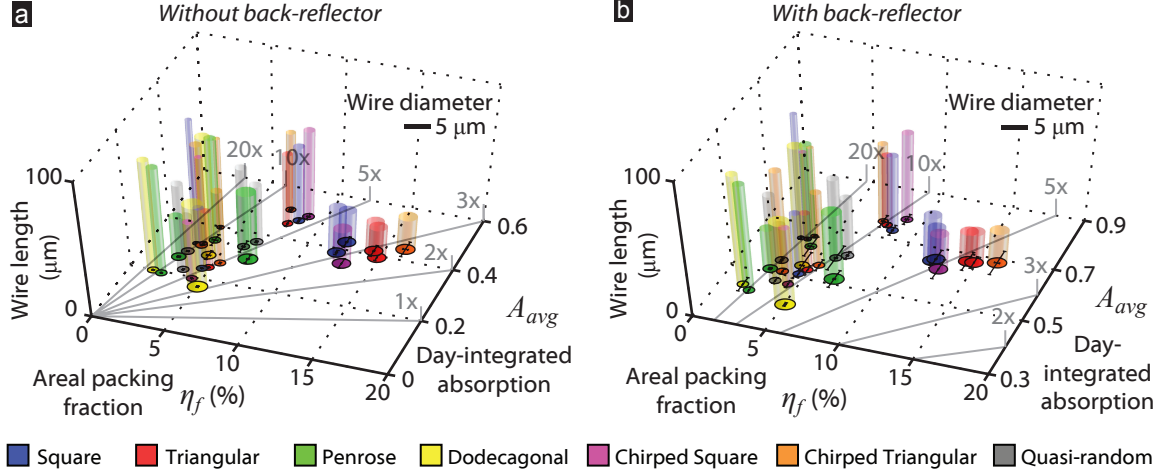 a
Without back-reflector
Wire diameter
5 μm
20x
10x
5x
3x
2x
1x
100
0
Wire length
(μm)
0.6
0.4
0.2
0
A_avg
Day-integrated
absorption
0
5
10
15
20
Areal packing
fraction
η_f (%)
b
With back-reflector
Wire diameter
5 μm
20x
10x
5x
3x
2x
100
0
Wire length
(μm)
0.9
0.7
0.5
0.3
A_avg
Day-
integrated
absorption
0
5
10
15
20
Areal packing
fraction
η_f (%)
Square
Triangular
Penrose
Dodecagonal
Chirped Square
Chirped Triangular
Quasi-random